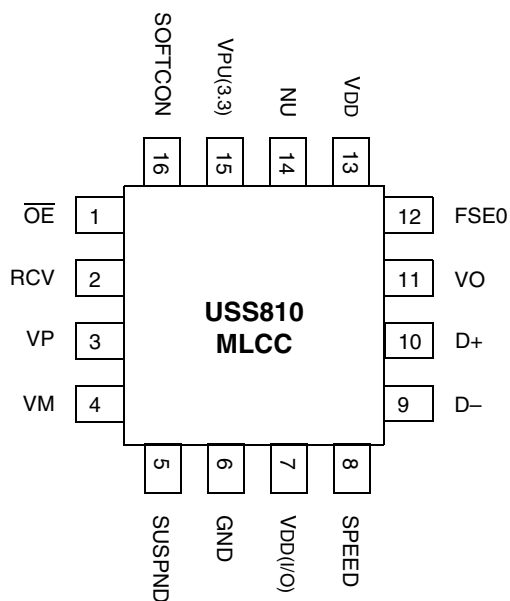 SOFTCON
VPU(3.3)
NU
VDD
16
15
14
13
OE
1
12
FSE0
RCV
2
11
VO
VP
3
10
D+
VM
4
9
D–
USS810
MLCC
5
6
7
8
SUSPND
GND
VDD(I/O)
SPEED